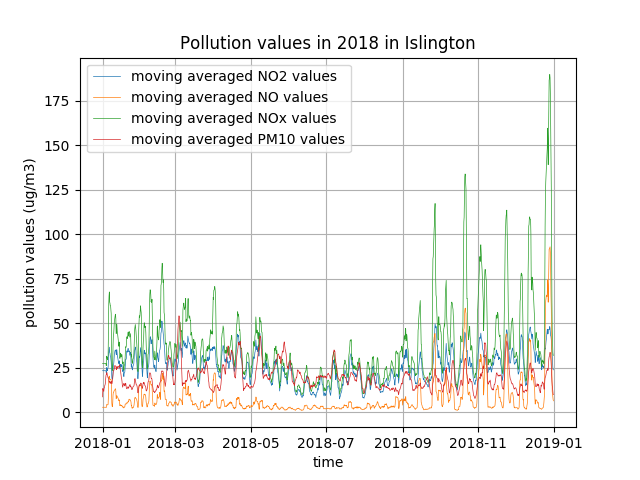 Pollution values in 2018 in Islington
moving averaged NO2 values
moving averaged NO values
moving averaged NOx values
moving averaged PM10 values
pollution values (ug/m3)
175
150
125
100
75
50
25
0
2018-01 2018-03 2018-05 2018-07 2018-09 2018-11 2019-01
time